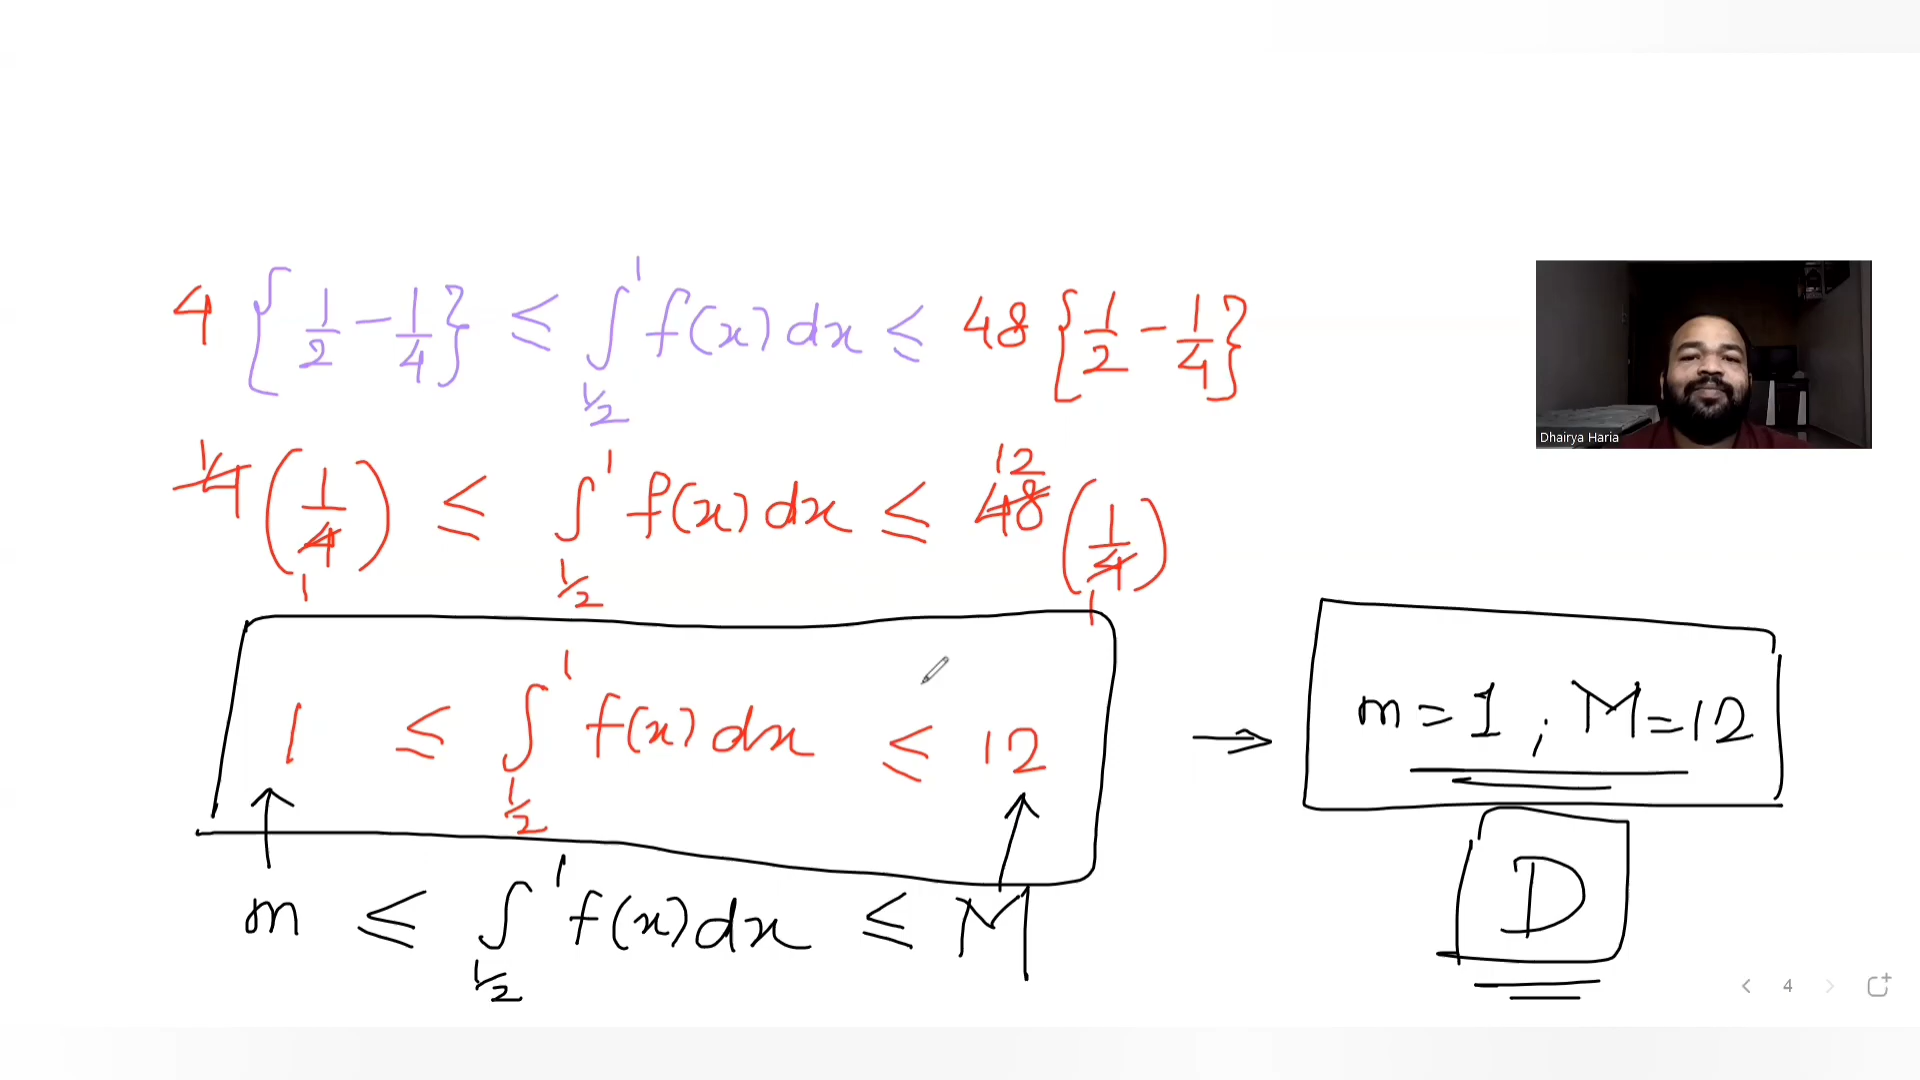 4 { 1/2 − 1/4 } ≤ ∫_{1/2}^{1} f(x) dx ≤ 48 { 1/2 − 1/4 }
Dhairya Haria
1 4 ( 1/4 ) 1 ≤ ∫_{1/2}^{1} f(x) dx ≤ 12 48 ( 1/4 ) 1
1 ≤ ∫_{1/2}^{1} f(x) dx ≤ 12 → m = 1 ; M = 12
m ≤ ∫_{1/2}^{1} f(x) dx ≤ M
D
< 4 >